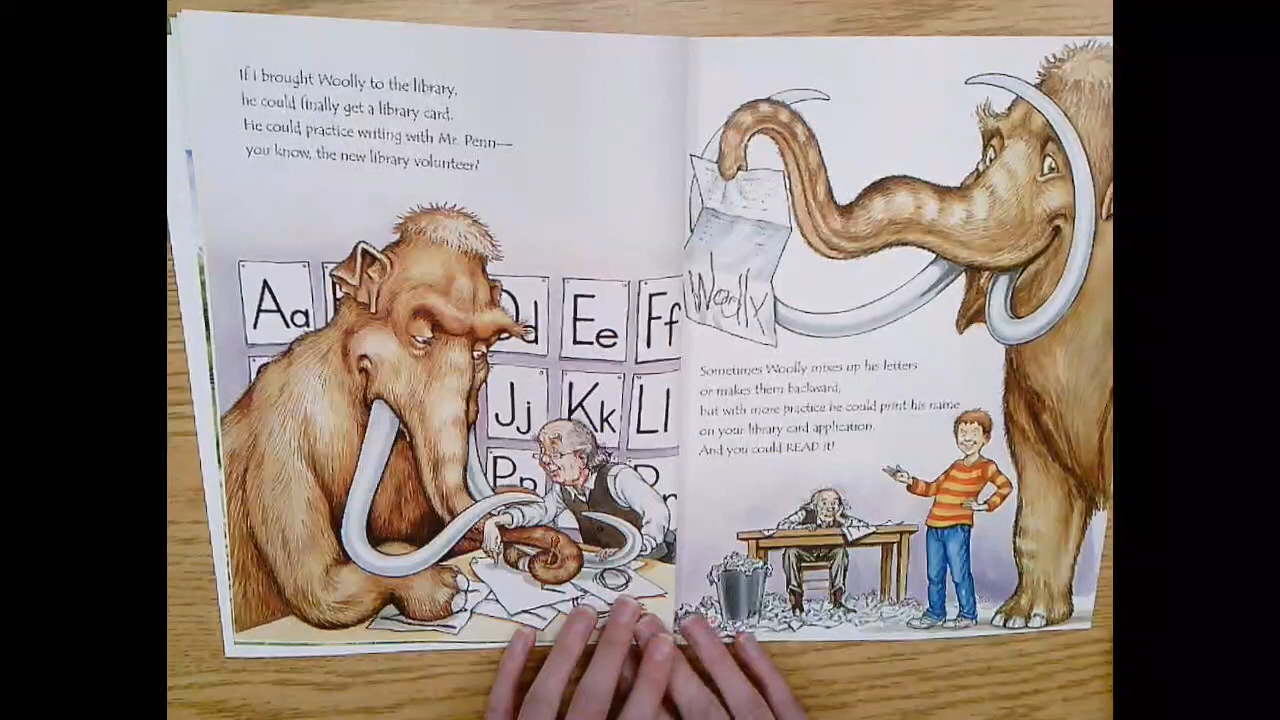 If I brought Woolly to the library,
he could finally get a library card.
He could practice writing with Mr. Penn—
you know, the new library volunteer!
Aa
Dd
Ee
Ff
Jj
Kk
Ll
Pp
Woolly
Sometimes Woolly mixes up his letters
or makes them backward,
but with more practice he could print his name
on your library card application.
And you could READ it!